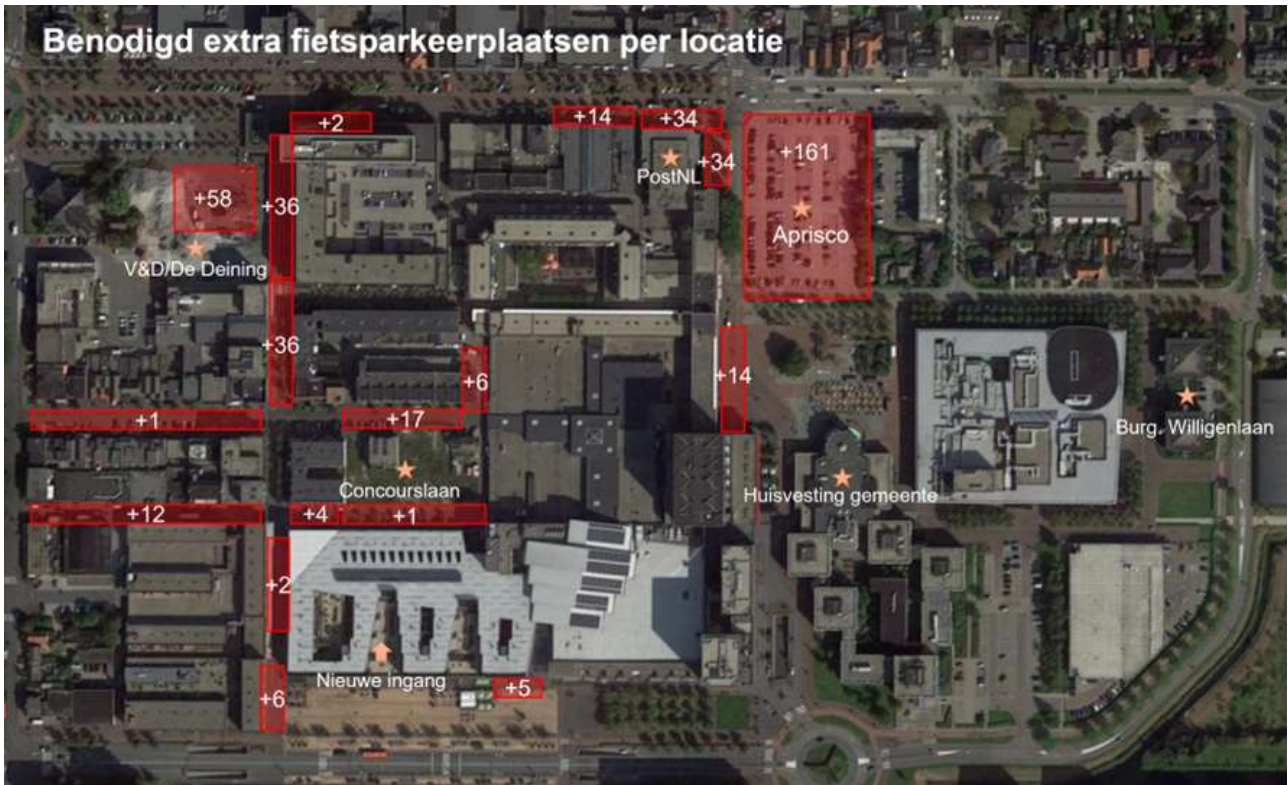 Benodigd extra fietsparkeerplaatsen per locatie
+2
+14
+34
+34
PostNL
+161
Aprisco
+58
V&D/De Deining
+36
+36
+6
+14
+1
+17
Concourslaan
Huisvesting gemeente
Burg. Willigenlaan
+12
+4
+1
+2
Nieuwe ingang
+6
+5